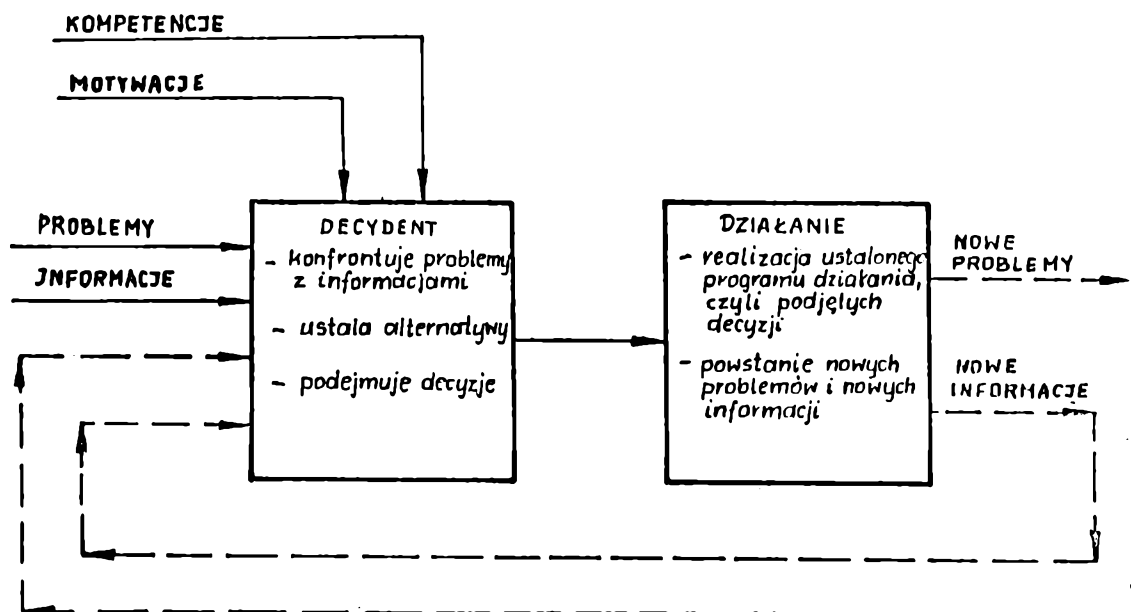 KOMPETENCJE
MOTYWACJE
PROBLEMY
INFORMACJE
DECYDENT
- konfrontuje problemy
z informacjami
- ustala alternatywy
- podejmuje decyzje
DZIAŁANIE
- realizacja ustalonego
programu działania,
czyli podjętych
decyzji
- powstanie nowych
problemów i nowych
informacji
NOWE
PROBLEMY
NOWE
INFORMACJE